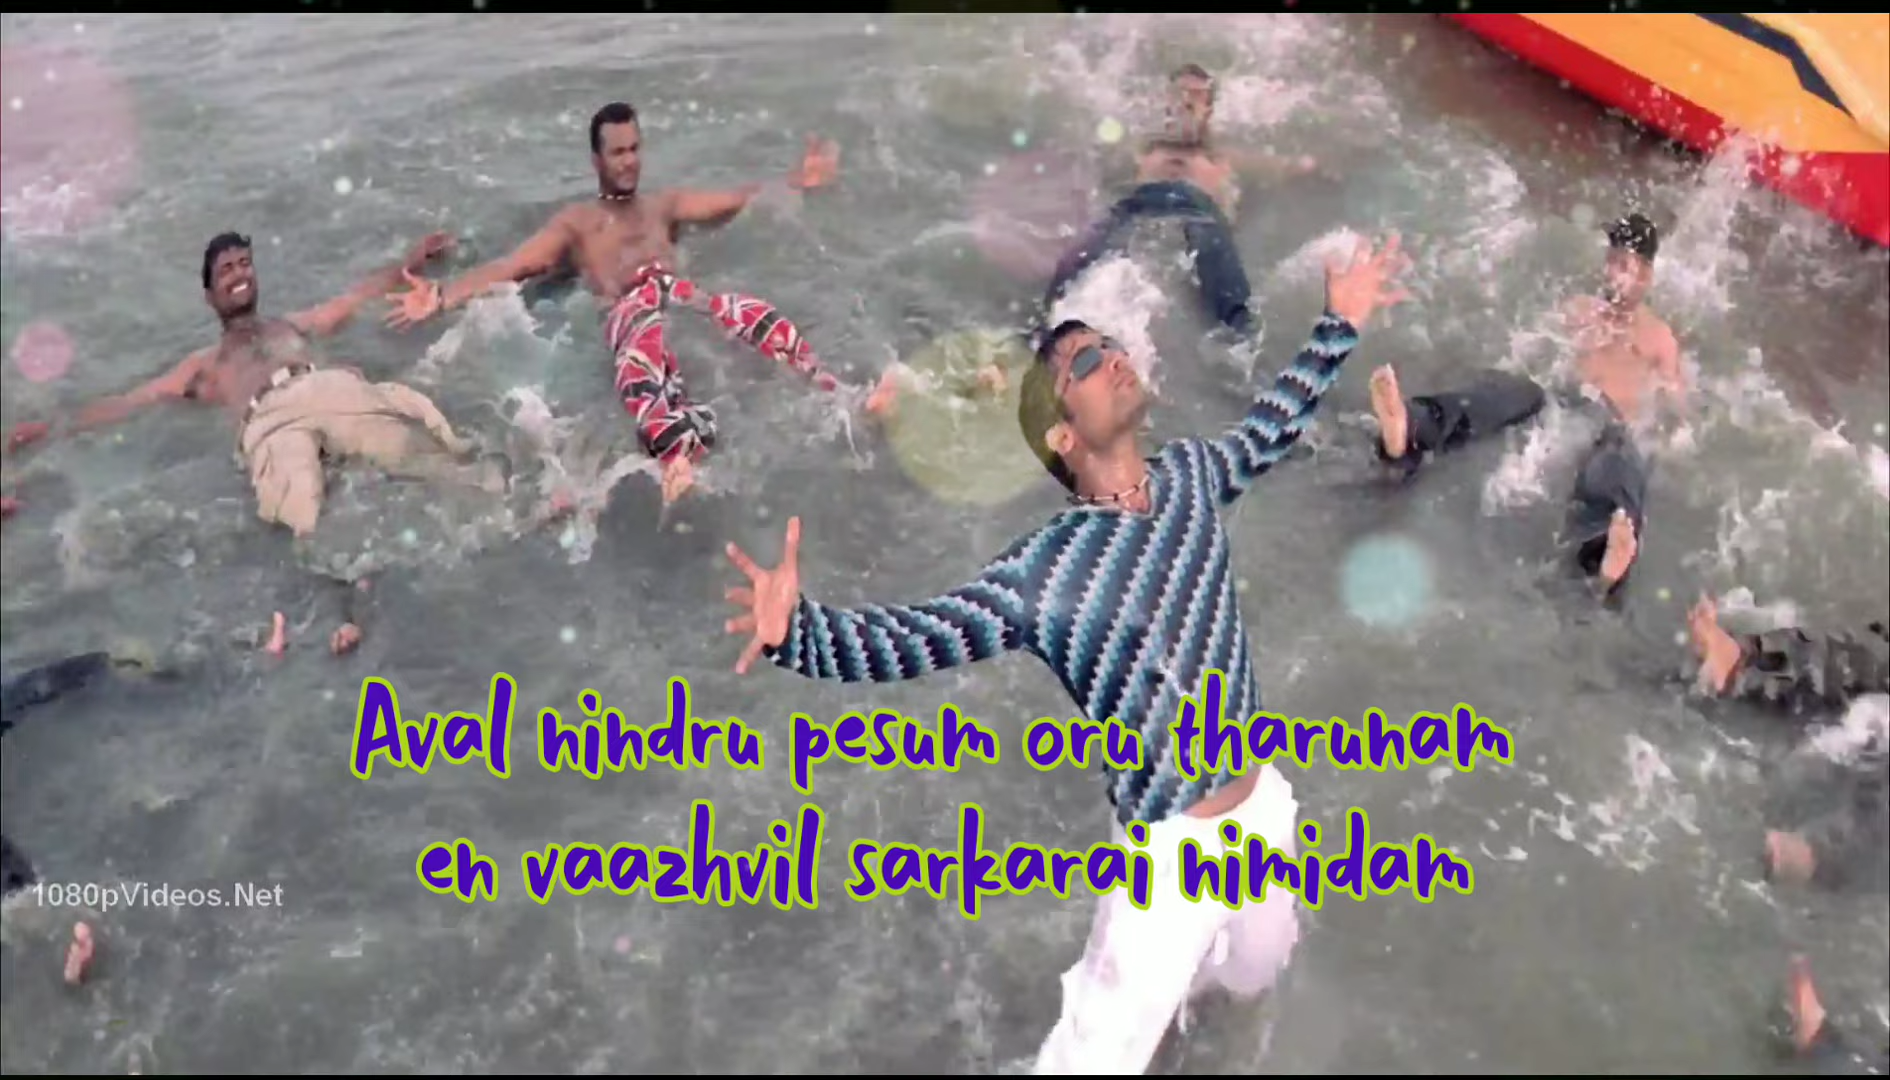 Aval nindru pesum oru tharunam
en vaazhvil sarkarai nimidam
1080pVideos.Net